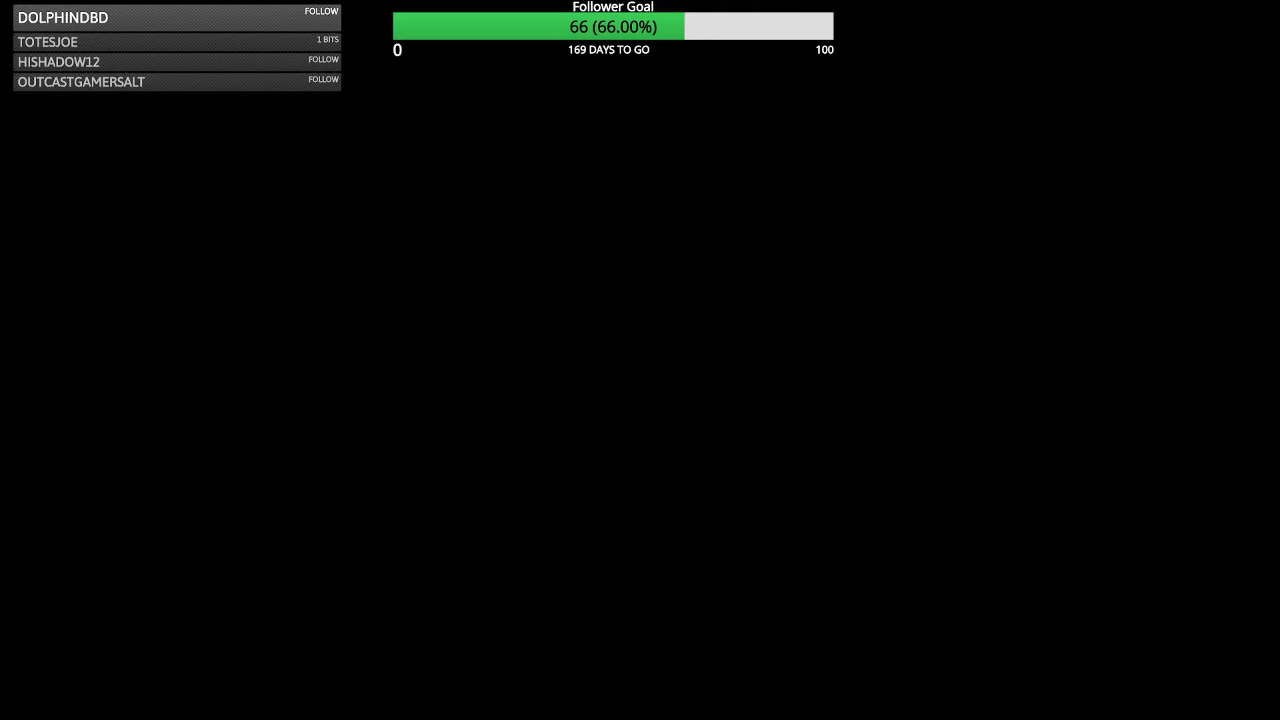 DOLPHINDBD FOLLOW
TOTESJOE 1 BITS
HISHADOW12 FOLLOW
OUTCASTGAMERSALT FOLLOW
Follower Goal
66 (66.00%)
0 169 DAYS TO GO 100